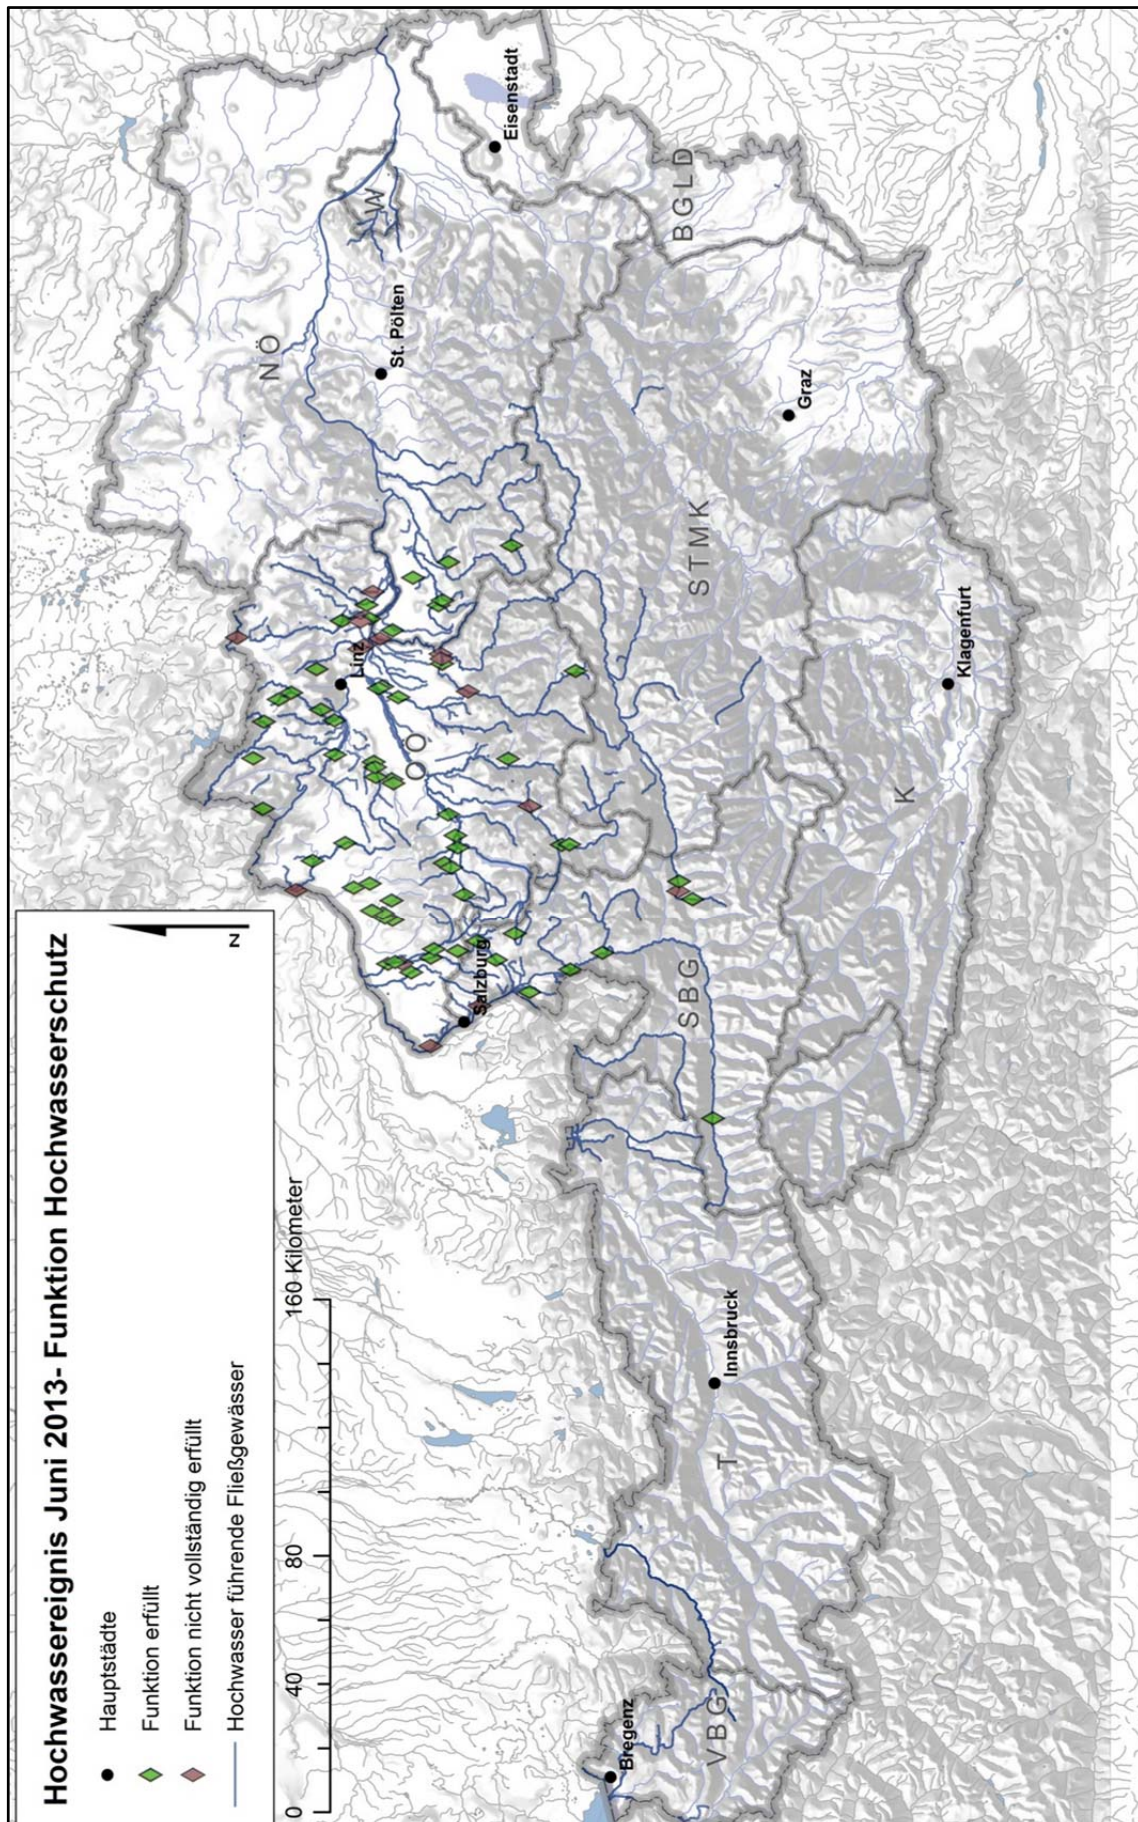 Hochwassereignis Juni 2013- Funktion Hochwasserschutz
Hauptstädte
Funktion erfüllt
Funktion nicht vollständig erfüllt
Hochwasser führende Fließgewässer
0 40 80 160 Kilometer
N
NÖ
W
OÖ
St. Pölten
Linz
Eisenstadt
Salzburg
BGLD
STMK
SBG
Graz
Bregenz
VBG
T
Innsbruck
K
Klagenfurt